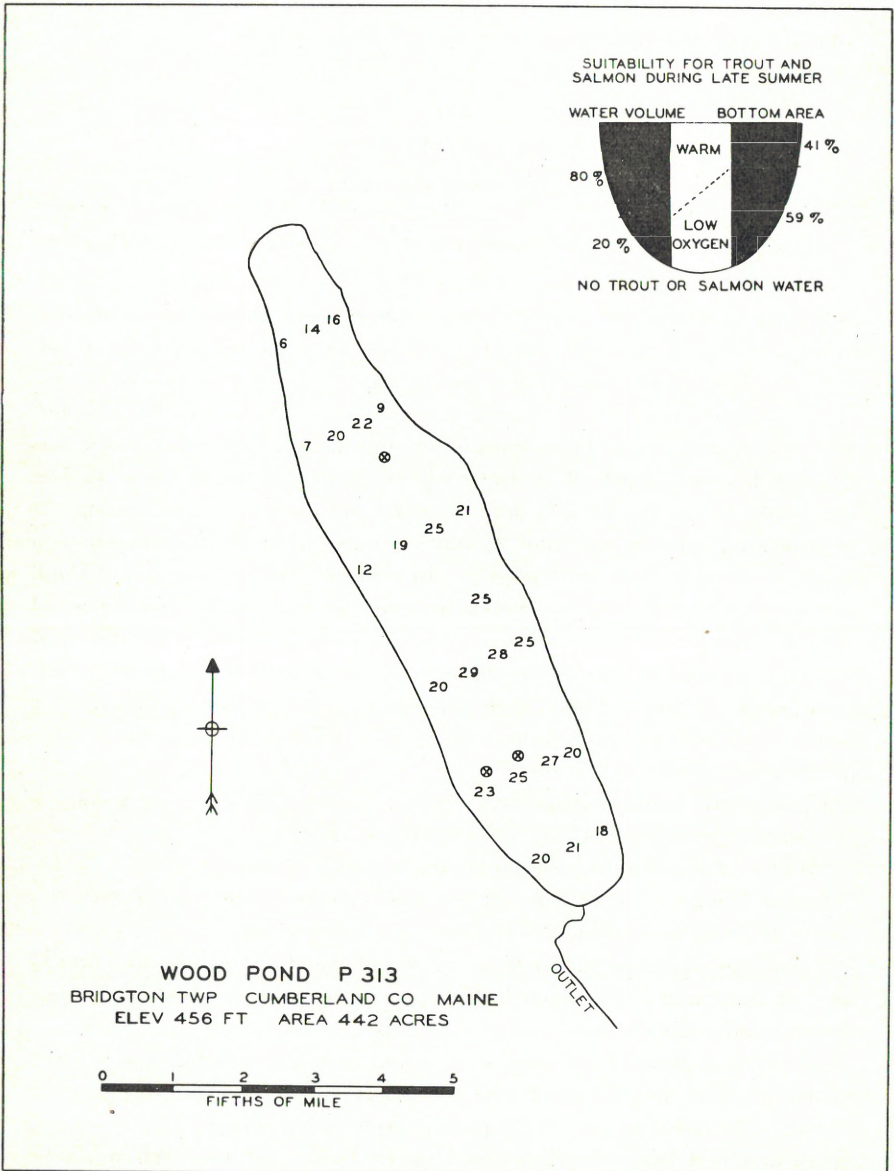 SUITABILITY FOR TROUT AND
SALMON DURING LATE SUMMER
WATER VOLUME BOTTOM AREA
WARM
41 %
80 %
LOW
OXYGEN
59 %
20 %
NO TROUT OR SALMON WATER
6 14 16
7 20 22 9
12 19 25 21
25
20 29 28 25
23 25 27 20
20 21 18
OUTLET
WOOD POND P 313
BRIDGTON TWP CUMBERLAND CO MAINE
ELEV 456 FT AREA 442 ACRES
0 1 2 3 4 5
FIFTHS OF MILE